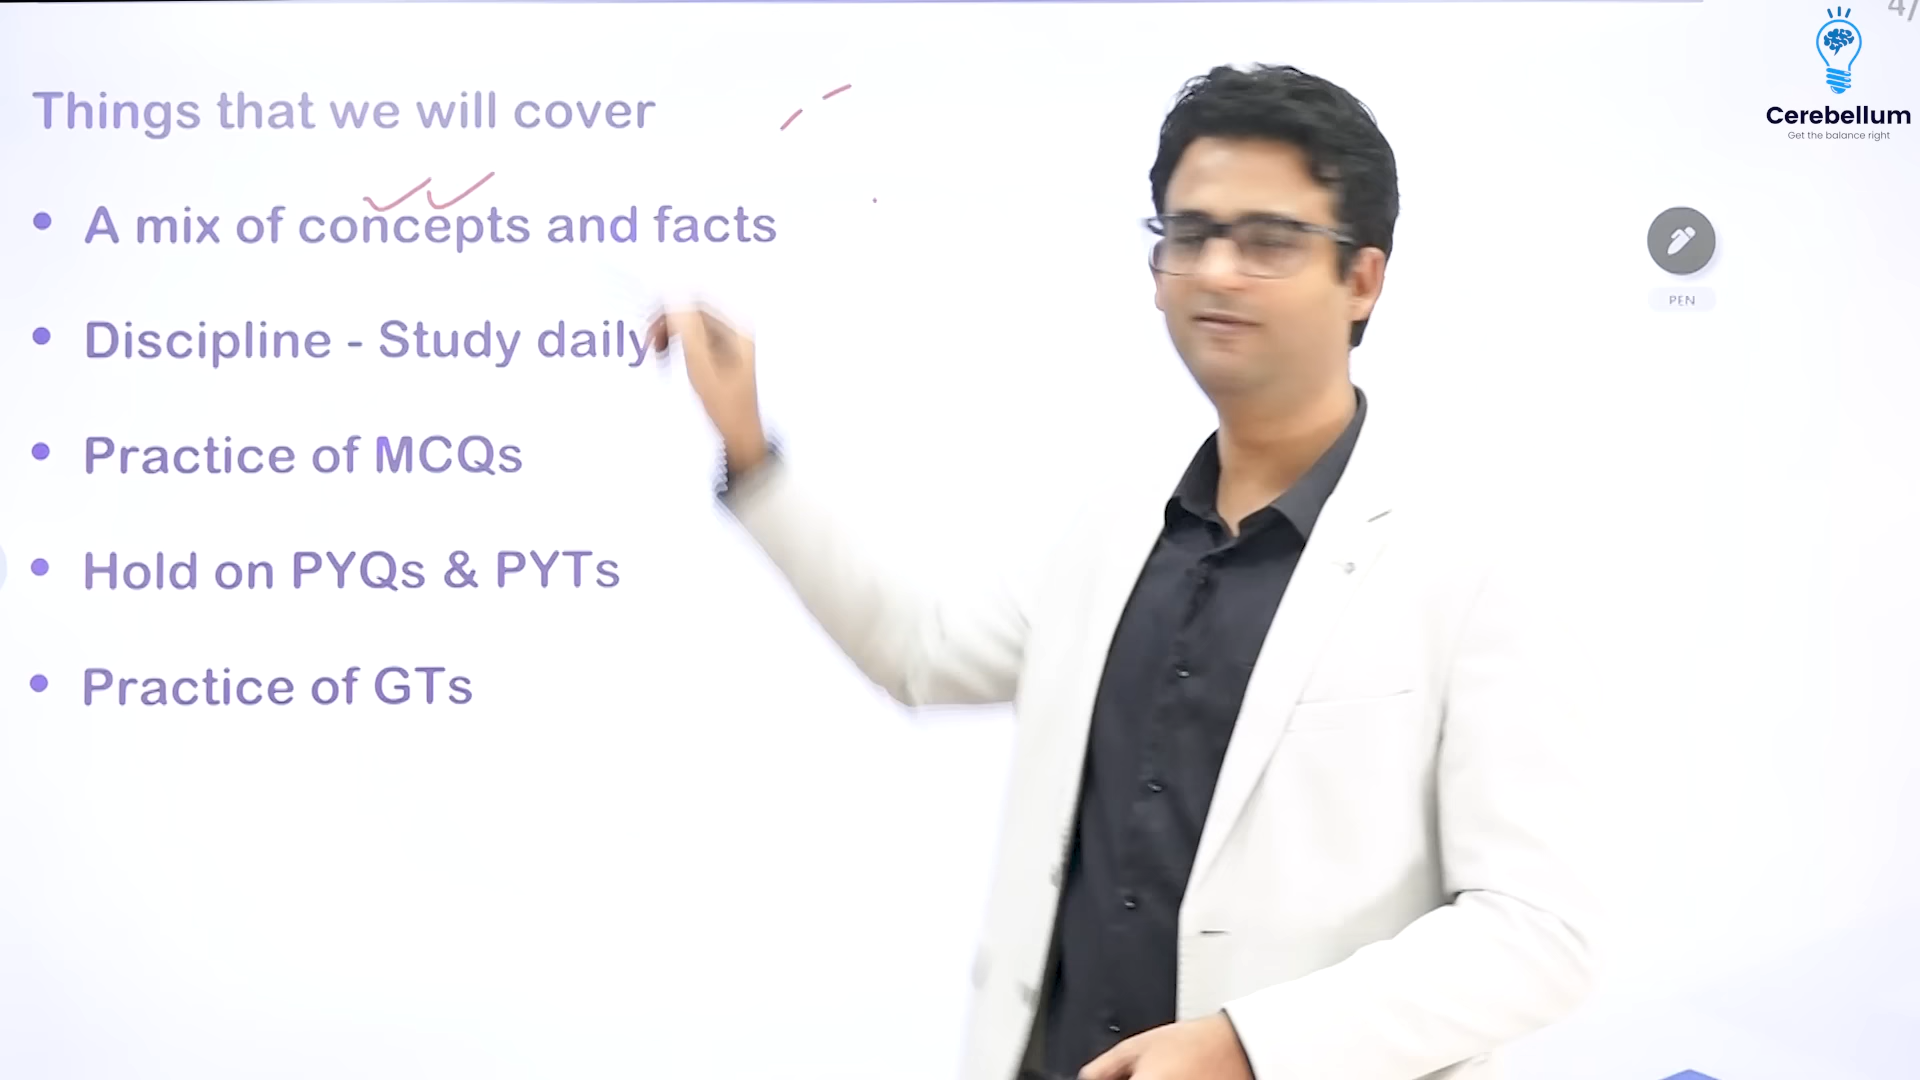 Things that we will cover
• A mix of concepts and facts
• Discipline - Study daily
• Practice of MCQs
• Hold on PYQs & PYTs
• Practice of GTs
4/
Cerebellum
Get the balance right
PEN